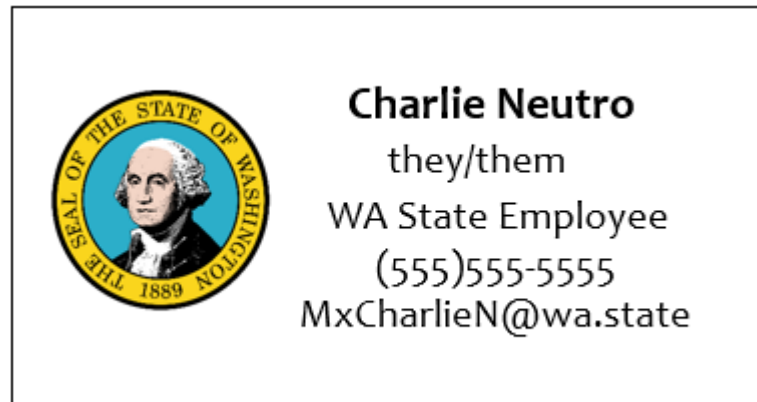 THE SEAL OF THE STATE OF WASHINGTON
1889
Charlie Neutro
they/them
WA State Employee
(555)555-5555
MxCharlieN@wa.state